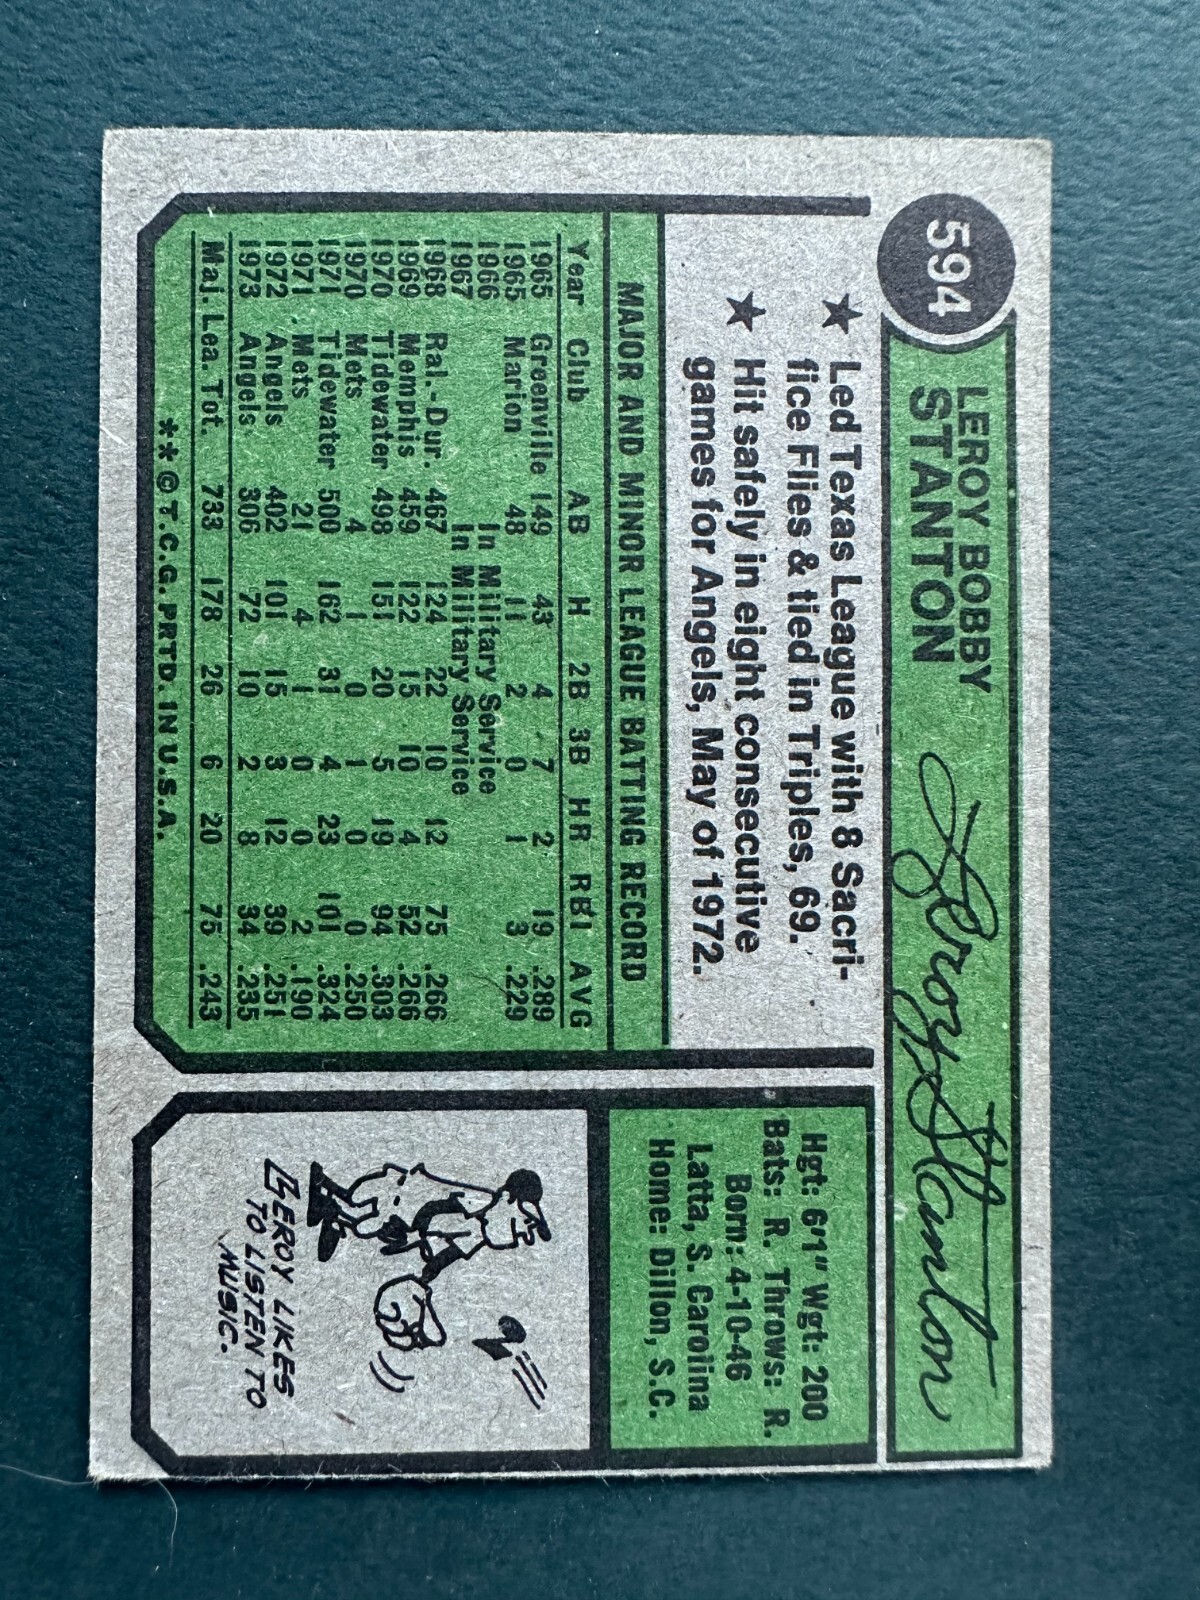 594
LEROY BOBBY
STANTON
Leroy Stanton
★ Led Texas League with 8 Sacri-
fice Flies & tied in Triples, 69.
★ Hit safely in eight consecutive
games for Angels, May of 1972.
Hgt: 6'1" Wgt: 200
Bats: R. Throws: R.
Born: 4-10-46
Latta, S. Carolina
Home: Dillon, S.C.
MAJOR AND MINOR LEAGUE BATTING RECORD
Year Club AB H 2B 3B HR RBI AVG
1965 Greenville 149 43 4 7 2 19 .289
1965 Marion 48 11 2 0 1 3 .229
1966 In Military Service
1967 In Military Service
1968 Ral.-Dur. 467 124 22 10 12 75 .266
1969 Memphis 459 122 15 10 4 52 .266
1970 Tidewater 498 151 20 5 19 94 .303
1970 Mets 4 1 0 1 0 0 .250
1971 Tidewater 500 162 31 4 23 101 .324
1971 Mets 21 4 1 0 0 2 .190
1972 Angels 402 101 15 3 12 39 .251
1973 Angels 306 72 10 2 8 34 .235
Maj. Lea. Tot. 733 178 26 6 20 75 .243
**© T.C.G. PRTD. IN U.S.A.
LEROY LIKES
TO LISTEN TO
MUSIC.